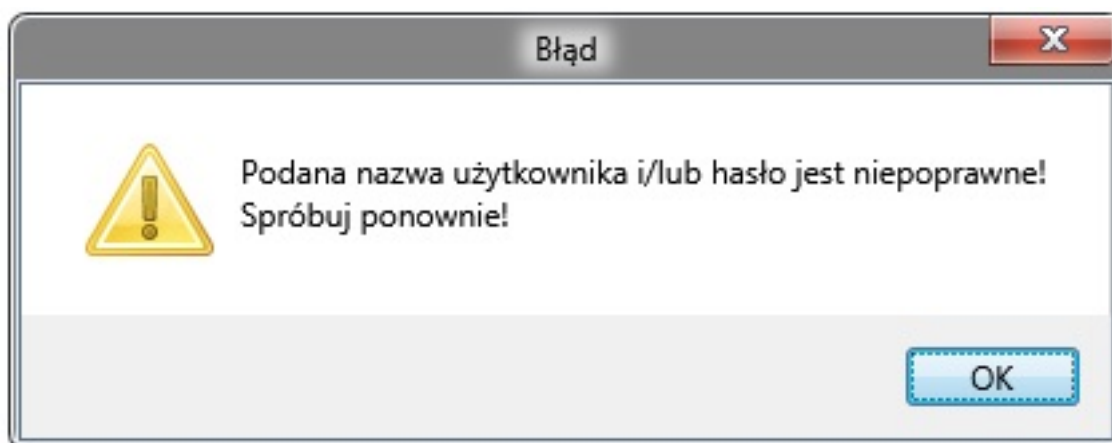 Błąd
Podana nazwa użytkownika i/lub hasło jest niepoprawne!
Spróbuj ponownie!
OK